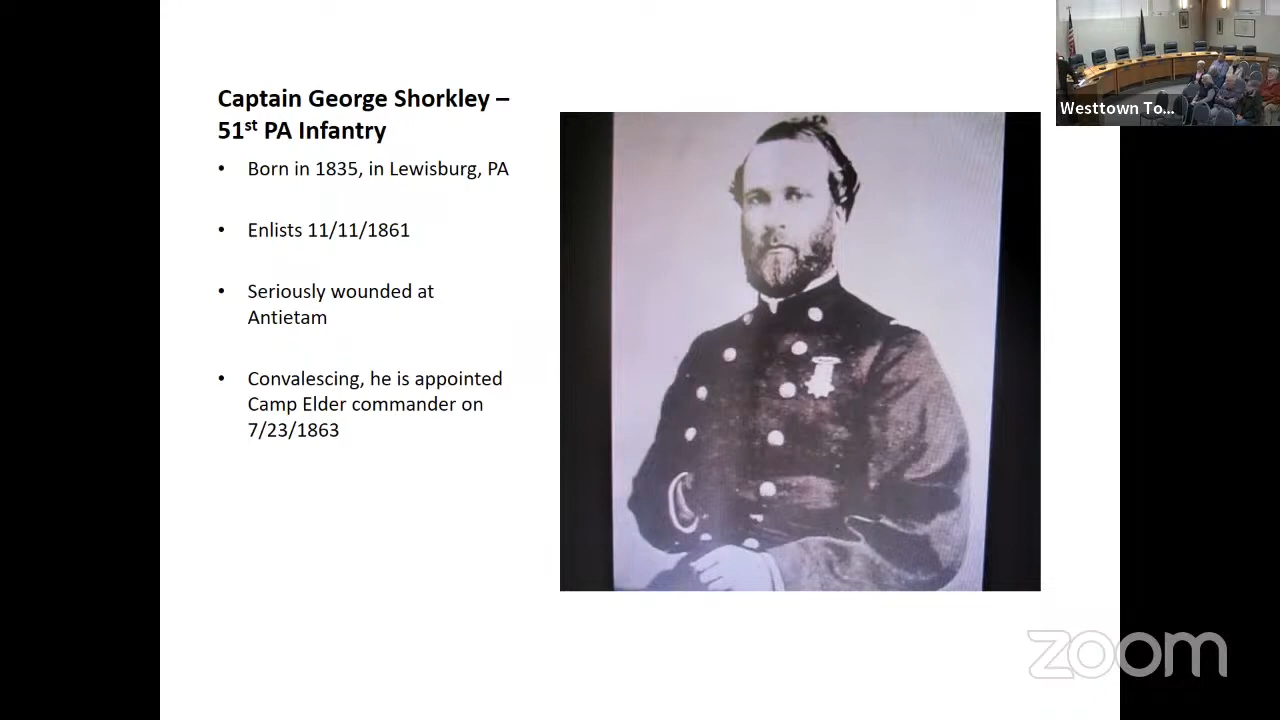 Captain George Shorkley –
51st PA Infantry
• Born in 1835, in Lewisburg, PA
• Enlists 11/11/1861
• Seriously wounded at
Antietam
• Convalescing, he is appointed
Camp Elder commander on
7/23/1863
Westtown To...
zoom